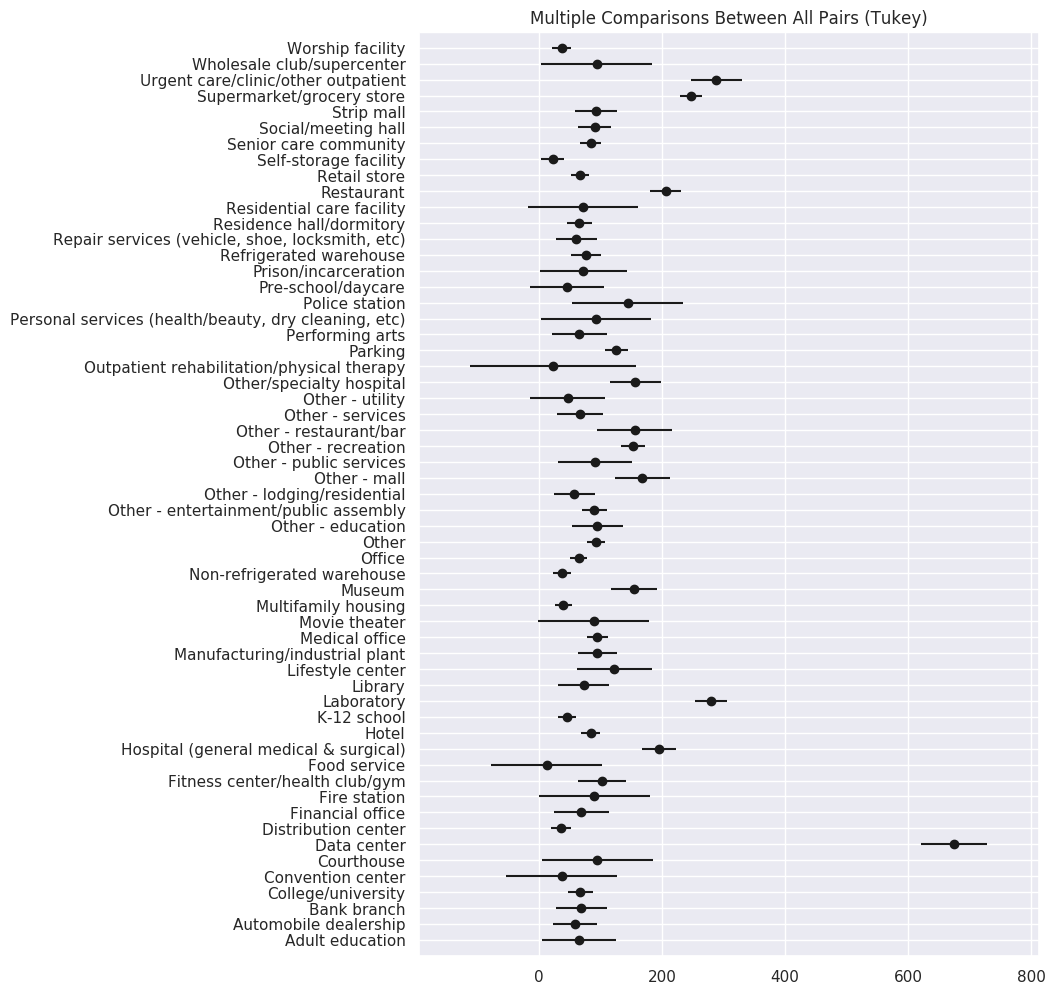 Multiple Comparisons Between All Pairs (Tukey)
Worship facility
Wholesale club/supercenter
Urgent care/clinic/other outpatient
Supermarket/grocery store
Strip mall
Social/meeting hall
Senior care community
Self-storage facility
Retail store
Restaurant
Residential care facility
Residence hall/dormitory
Repair services (vehicle, shoe, locksmith, etc)
Refrigerated warehouse
Prison/incarceration
Pre-school/daycare
Police station
Personal services (health/beauty, dry cleaning, etc)
Performing arts
Parking
Outpatient rehabilitation/physical therapy
Other/specialty hospital
Other - utility
Other - services
Other - restaurant/bar
Other - recreation
Other - public services
Other - mall
Other - lodging/residential
Other - entertainment/public assembly
Other - education
Other
Office
Non-refrigerated warehouse
Museum
Multifamily housing
Movie theater
Medical office
Manufacturing/industrial plant
Lifestyle center
Library
Laboratory
K-12 school
Hotel
Hospital (general medical & surgical)
Food service
Fitness center/health club/gym
Fire station
Financial office
Distribution center
Data center
Courthouse
Convention center
College/university
Bank branch
Automobile dealership
Adult education
0 200 400 600 800